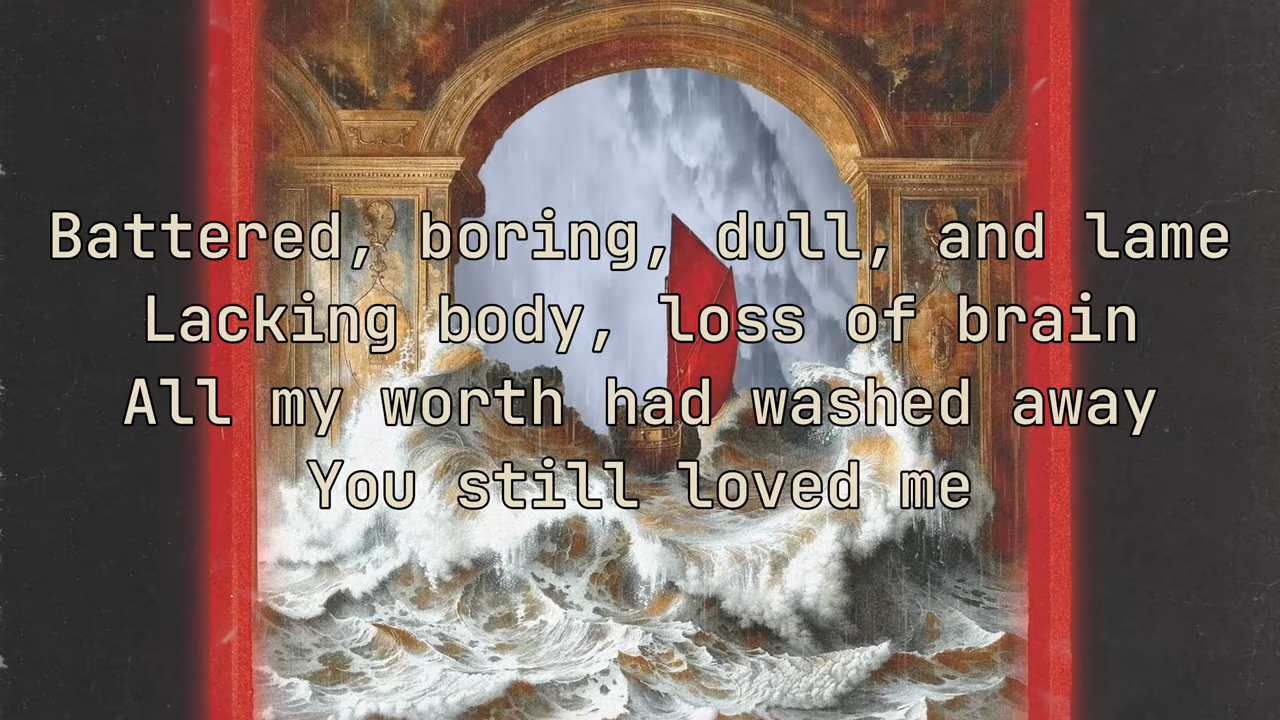 Battered, boring, dull, and lame
Lacking body, loss of brain
All my worth had washed away
You still loved me